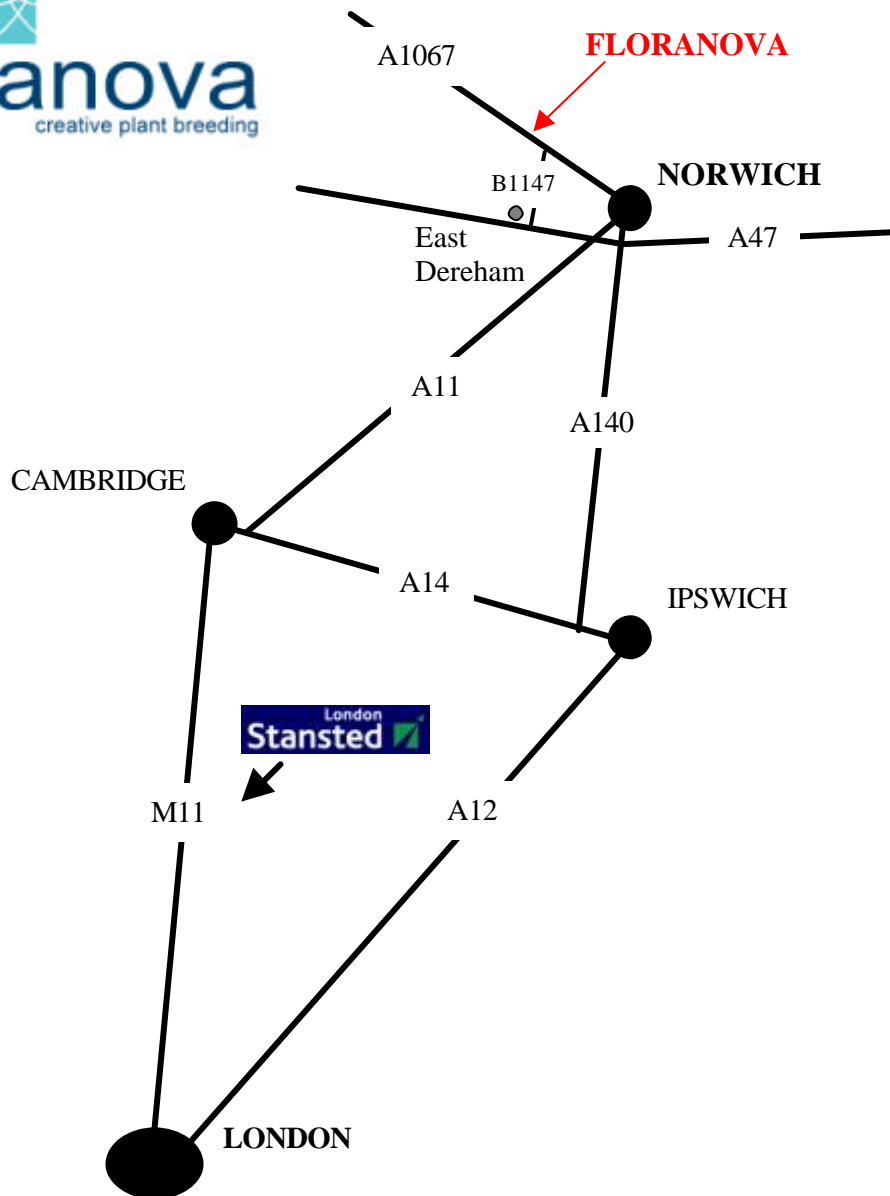 anova
creative plant breeding
A1067
FLORANOVA
B1147
NORWICH
East
Dereham
A47
A11
A140
CAMBRIDGE
A14
IPSWICH
London
Stansted
M11
A12
LONDON